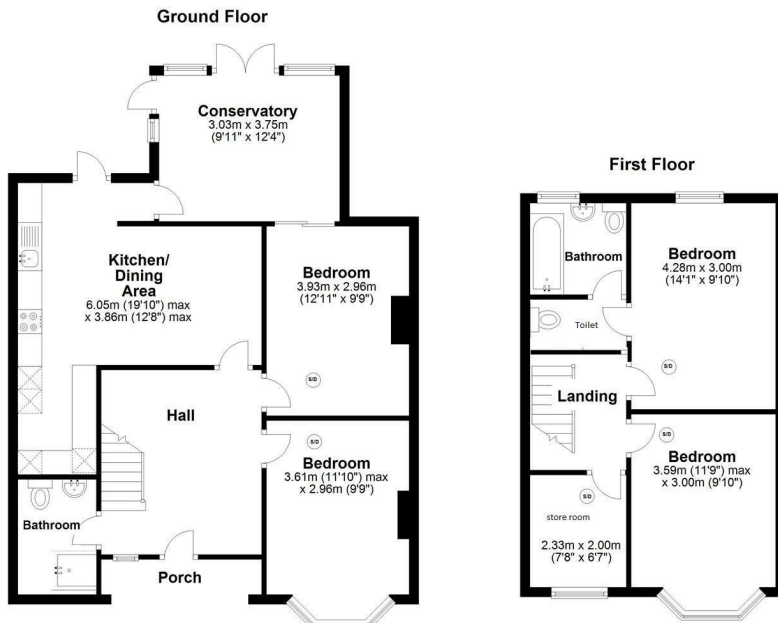 Ground Floor
Conservatory
3.03m x 3.75m
(9'11" x 12'4")
Kitchen/
Dining
Area
6.05m (19'10") max
x 3.86m (12'8") max
Bedroom
3.93m x 2.96m
(12'11" x 9'9")
S/D
Hall
S/D
Bedroom
3.61m (11'10") max
x 2.96m (9'9")
Bathroom
Porch
First Floor
Bathroom
Bedroom
4.28m x 3.00m
(14'1" x 9'10")
Toilet
S/D
Landing
S/D
Bedroom
3.59m (11'9") max
x 3.00m (9'10")
S/D
store room
2.33m x 2.00m
(7'8" x 6'7")